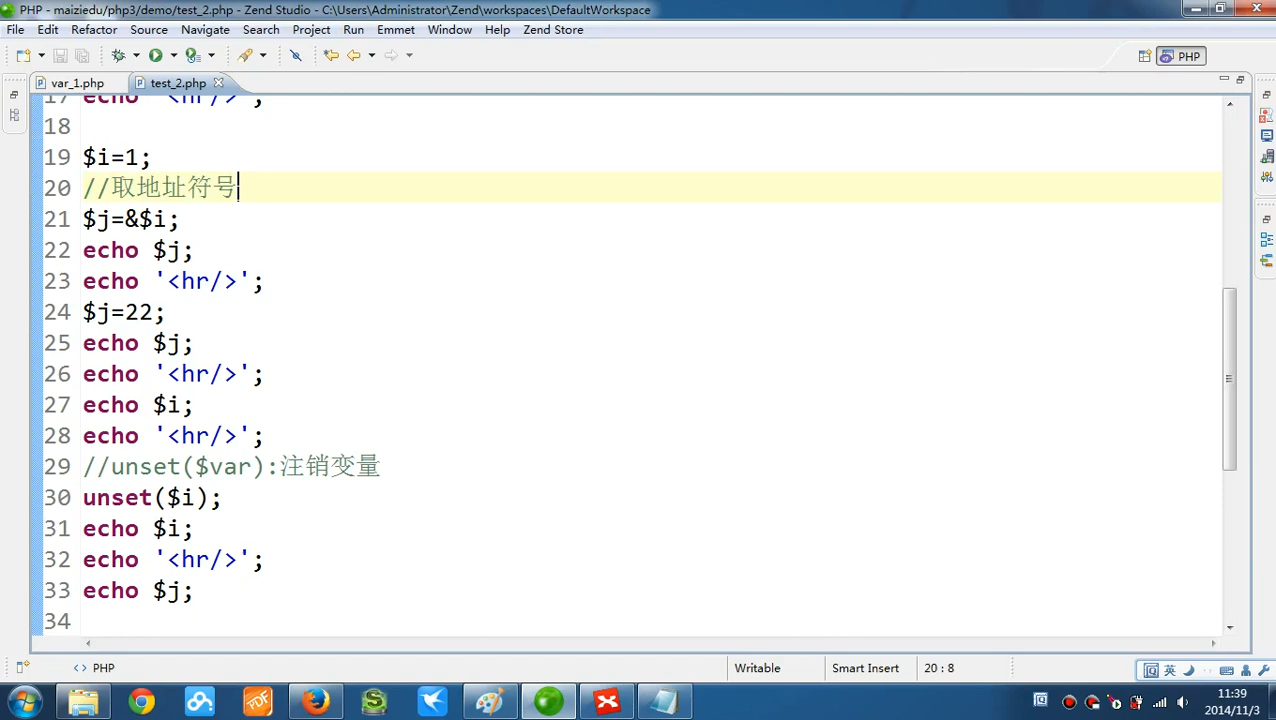 PHP - maiziedu/php3/demo/test_2.php - Zend Studio - C:\Users\Administrator\Zend\workspaces\DefaultWorkspace
File Edit Refactor Source Navigate Search Project Run Emmet Window Help Zend Store
PHP
var_1.php test_2.php
17 echo '<hr/>';
18
19 $i=1;
20 //取地址符号
21 $j=&$i;
22 echo $j;
23 echo '<hr/>';
24 $j=22;
25 echo $j;
26 echo '<hr/>';
27 echo $i;
28 echo '<hr/>';
29 //unset($var):注销变量
30 unset($i);
31 echo $i;
32 echo '<hr/>';
33 echo $j;
34
<> PHP Writable Smart Insert 20 : 8
英
PDF
11:39
2014/11/3